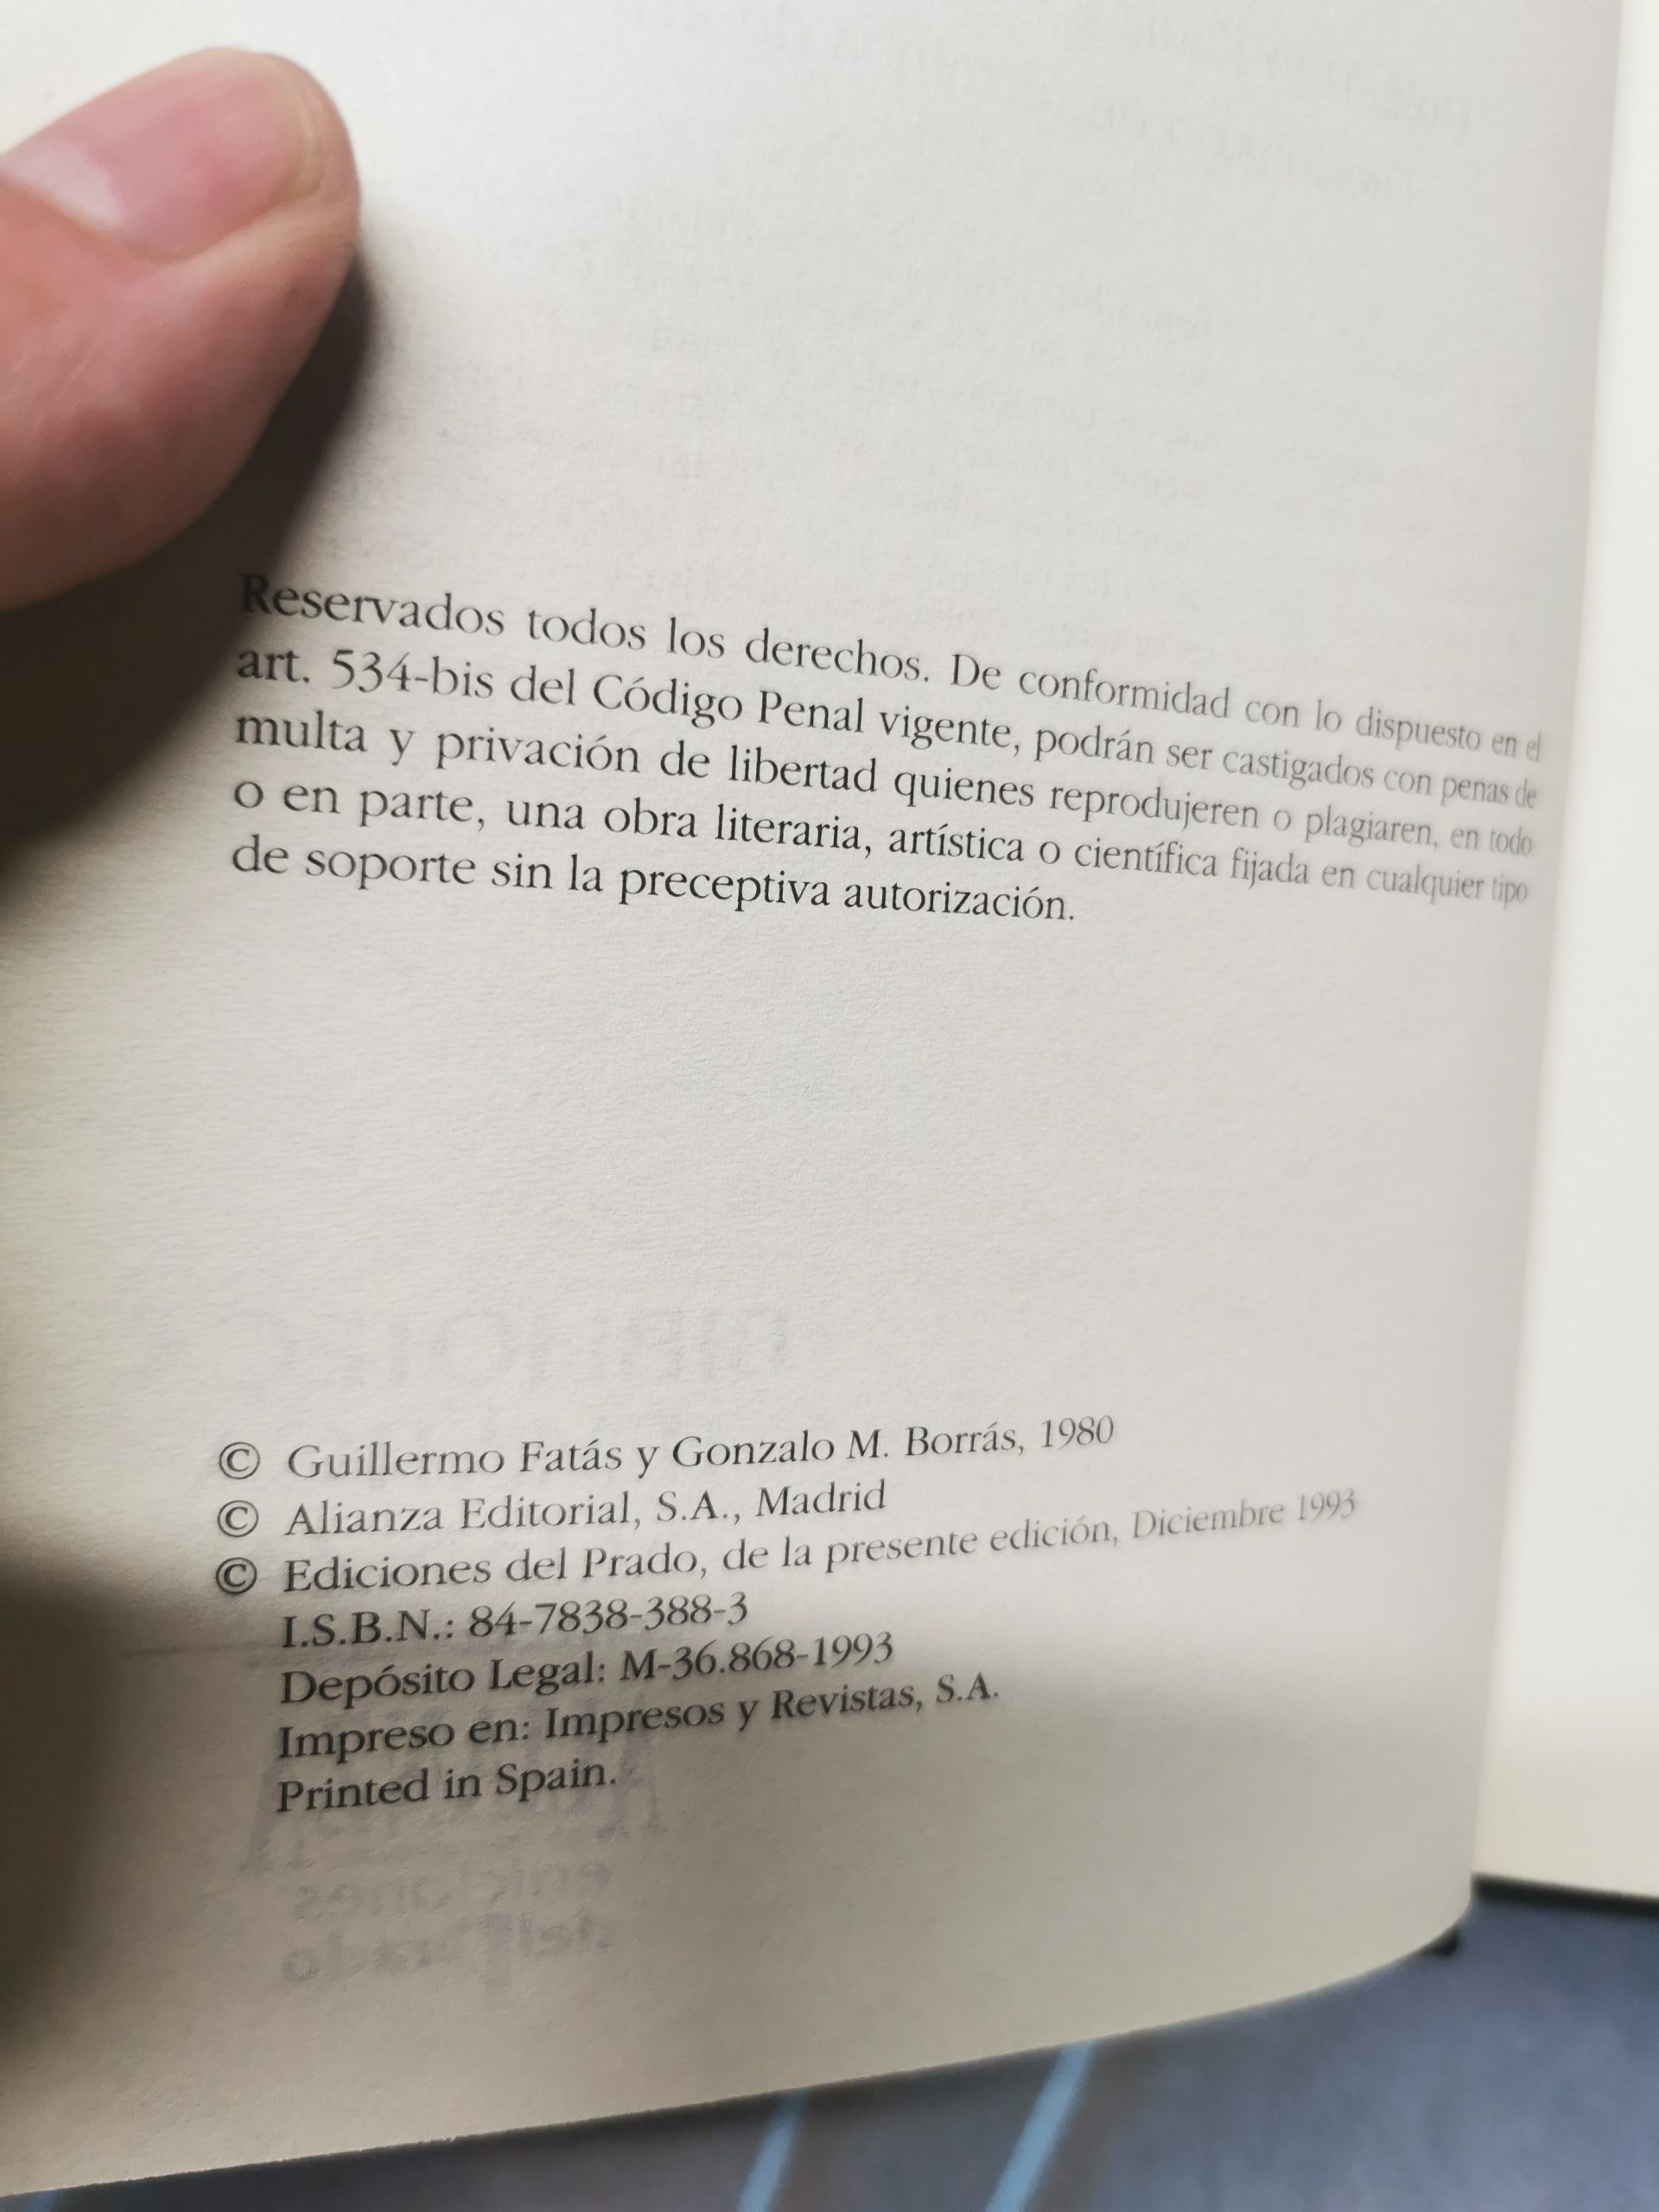 Reservados todos los derechos. De conformidad con lo dispuesto en el
art. 534-bis del Código Penal vigente, podrán ser castigados con penas de
multa y privación de libertad quienes reprodujeren o plagiaren, en todo
o en parte, una obra literaria, artística o científica fijada en cualquier tipo
de soporte sin la preceptiva autorización.
© Guillermo Fatás y Gonzalo M. Borrás, 1980
© Alianza Editorial, S.A., Madrid
© Ediciones del Prado, de la presente edición, Diciembre 1993
I.S.B.N.: 84-7838-388-3
Depósito Legal: M-36.868-1993
Impreso en: Impresos y Revistas, S.A.
Printed in Spain.